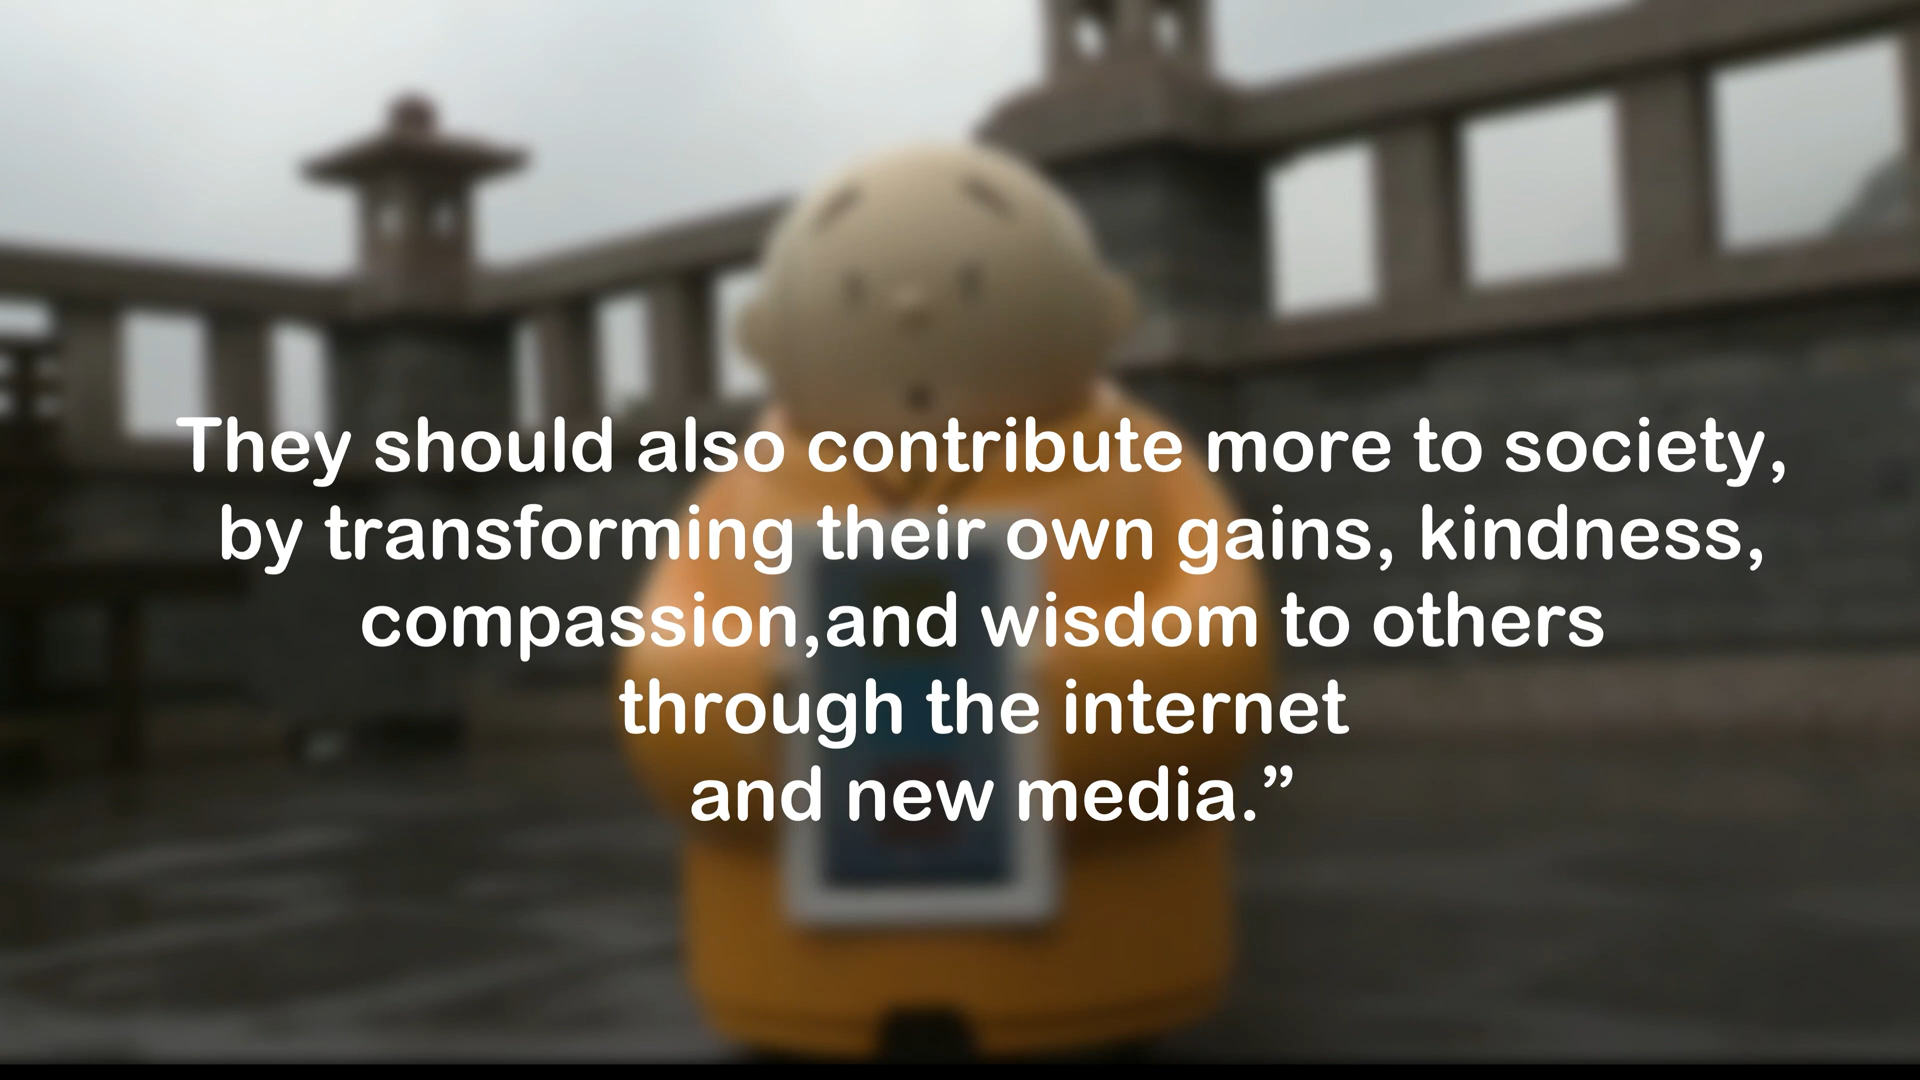 They should also contribute more to society,
by transforming their own gains, kindness,
compassion,and wisdom to others
through the internet
and new media.”